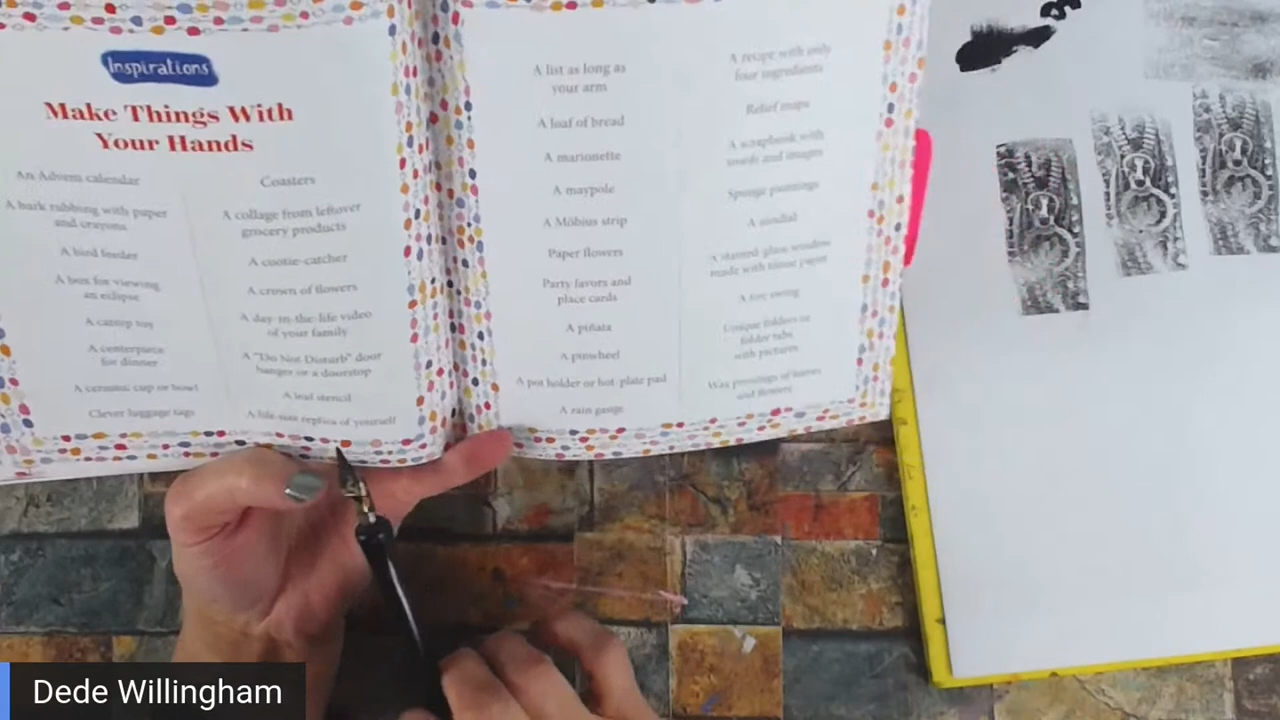 Inspirations
Make Things With
Your Hands
An Advent calendar
A bark rubbing with paper
and crayons
A bird feeder
A box for viewing
an eclipse
A catnip toy
A centerpiece
for dinner
A ceramic cup or bowl
Clever luggage tags
Coasters
A collage from leftover
grocery products
A cootie-catcher
A crown of flowers
A day-in-the-life video
of your family
A "Do Not Disturb" door
hanger or a doorstop
A leaf stencil
A life-size replica of yourself
A list as long as
your arm
A loaf of bread
A marionette
A maypole
A Möbius strip
Paper flowers
Party favors and
place cards
A piñata
A pinwheel
A pot holder or hot-plate pad
A rain gauge
A recipe with only
four ingredients
Relief maps
A scrapbook with
words and images
Sponge paintings
A sundial
A stained-glass window
made with tissue paper
A tree swing
Unique folders or
folder tabs
with pictures
Wax pressings of leaves
and flowers
Dede Willingham